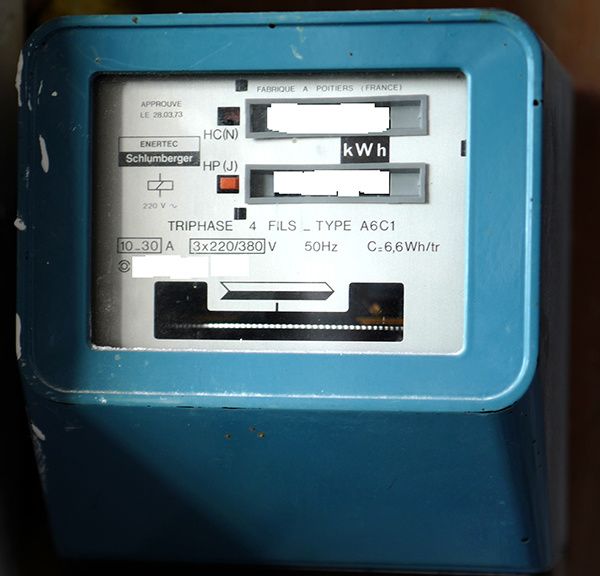 FABRIQUE A POITIERS (FRANCE)
APPROUVE
LE 28.03.73
HC(N)
ENERTEC
Schlumberger
kWh
HP(J)
220 V ~
TRIPHASE 4 FILS _ TYPE A6C1
10_30 A 3x220/380 V 50Hz C=6,6Wh/tr